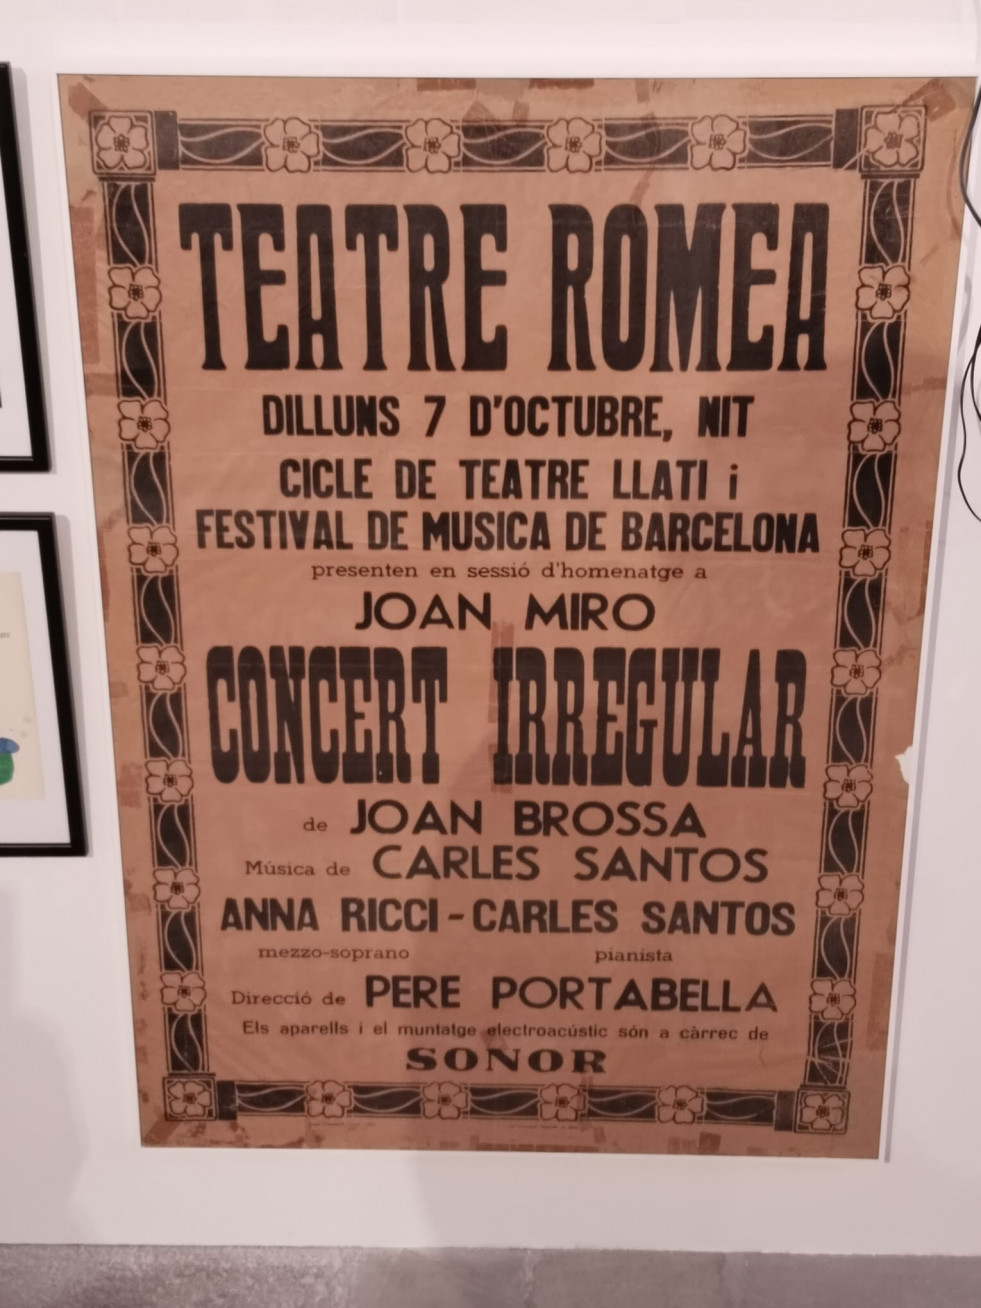 TEATRE ROMEA
DILLUNS 7 D'OCTUBRE, NIT
CICLE DE TEATRE LLATI i
FESTIVAL DE MUSICA DE BARCELONA
presenten en sessió d'homenatge a
JOAN MIRO
CONCERT IRREGULAR
de JOAN BROSSA
Música de CARLES SANTOS
ANNA RICCI - CARLES SANTOS
mezzo-soprano pianista
Direcció de PERE PORTABELLA
Els aparells i el muntatge electroacústic són a càrrec de
SONOR